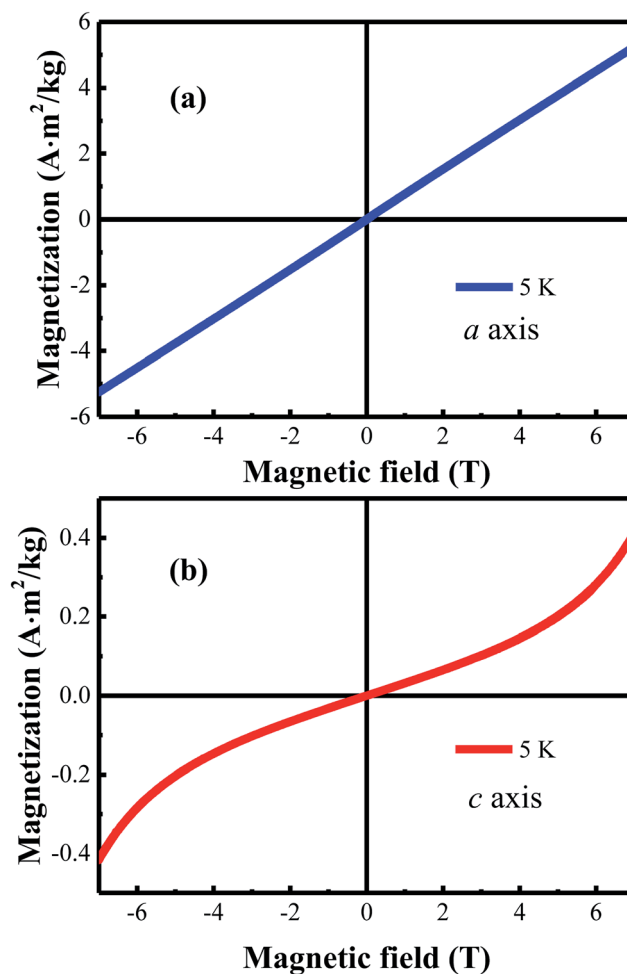 (a)
Magnetization (A·m²/kg)
6
4
2
0
-2
-4
-6
5 K
a axis
-6 -4 -2 0 2 4 6
Magnetic field (T)
(b)
Magnetization (A·m²/kg)
0.4
0.2
0.0
-0.2
-0.4
5 K
c axis
-6 -4 -2 0 2 4 6
Magnetic field (T)